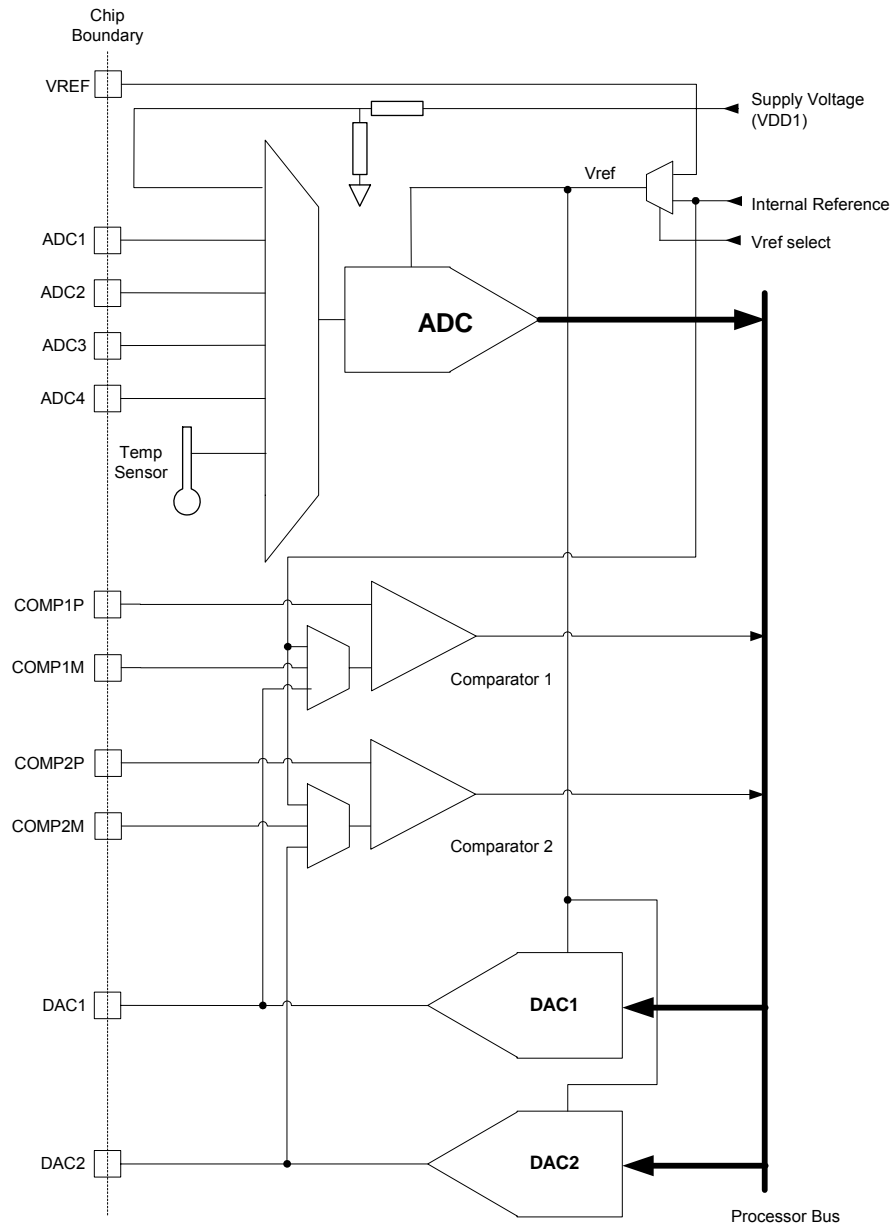 Chip
Boundary
VREF
Supply Voltage
(VDD1)
Vref
Internal Reference
ADC1
Vref select
ADC2
ADC
ADC3
ADC4
Temp
Sensor
COMP1P
COMP1M
Comparator 1
COMP2P
COMP2M
Comparator 2
DAC1
DAC1
DAC2
DAC2
Processor Bus